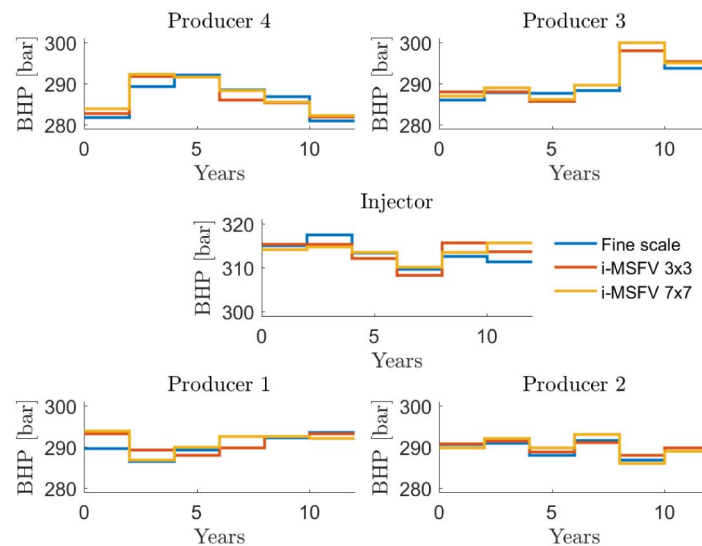 Producer 4
BHP [bar]
300
290
280
0
5
10
Years
Producer 3
BHP [bar]
300
290
280
0
5
10
Years
Injector
BHP [bar]
320
310
300
0
5
10
Years
Fine scale
i-MSFV 3x3
i-MSFV 7x7
Producer 1
BHP [bar]
300
290
280
0
5
10
Years
Producer 2
BHP [bar]
300
290
280
0
5
10
Years